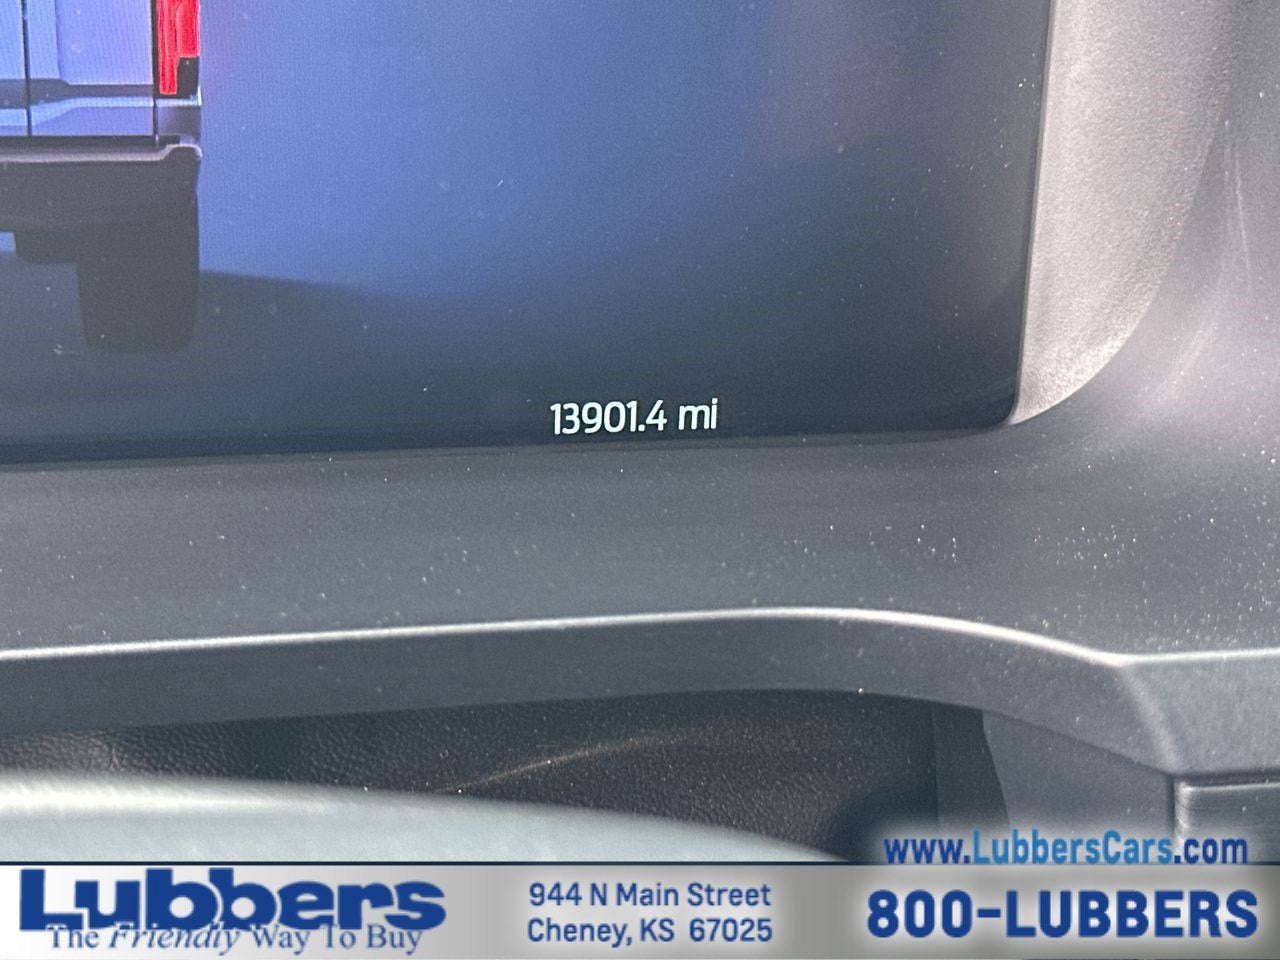 13901.4 mi
www.LubbersCars.com
Lubbers
The Friendly Way To Buy
944 N Main Street
Cheney, KS 67025
800-LUBBERS